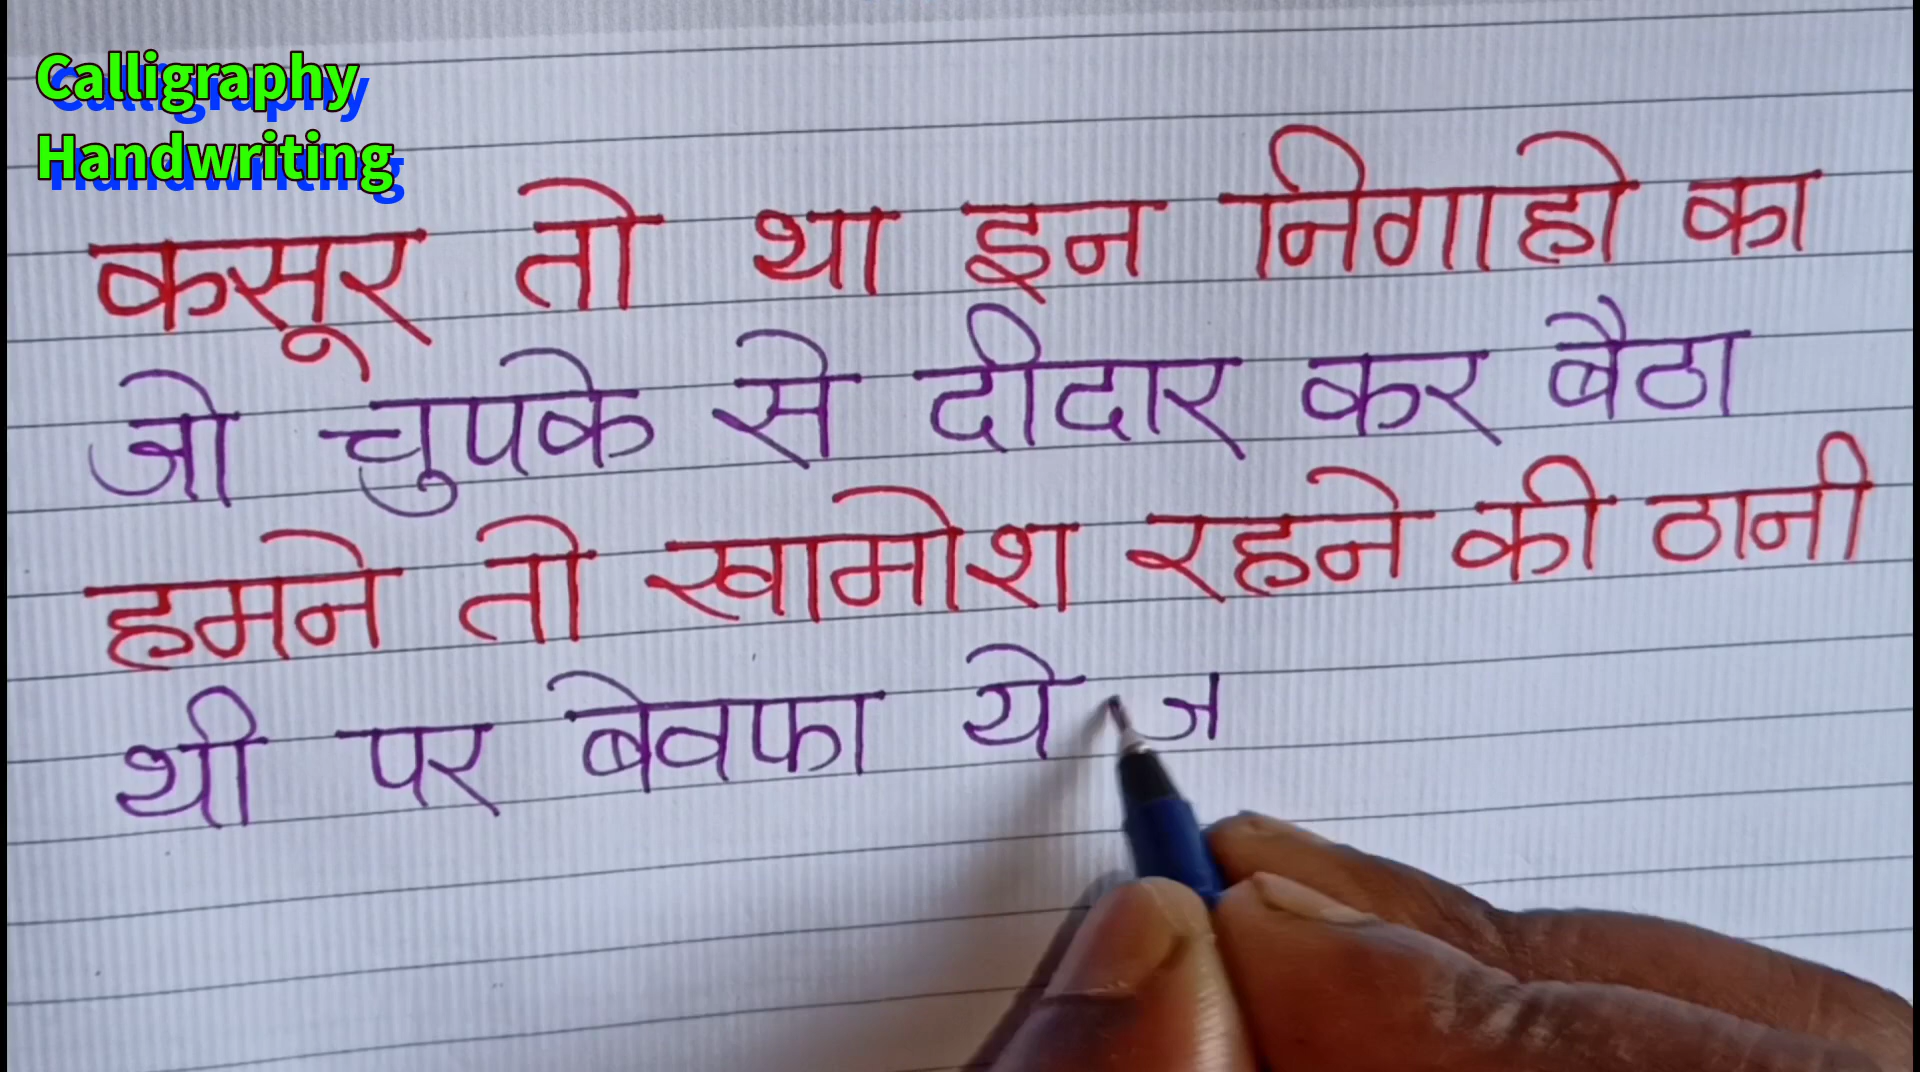 Calligraphy
Handwriting
कसूर तो था इन निगाहो का
जो चुपके से दीदार कर बैठा
हमने तो खामोश रहने की ठानी
थी पर बेवफा ये ज